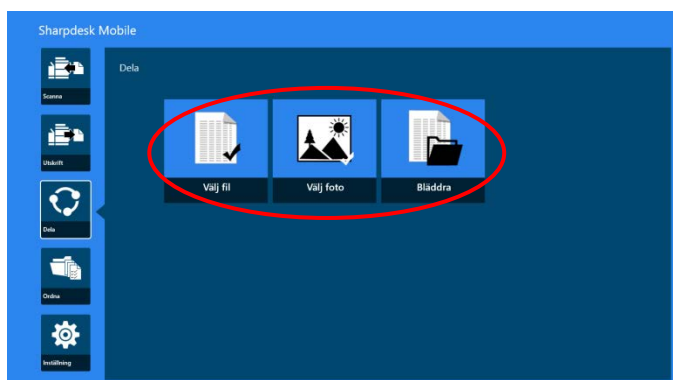 Sharpdesk Mobile
Scanna
Utskrift
Dela
Ordna
Inställning
Dela
Välj fil
Välj foto
Bläddra